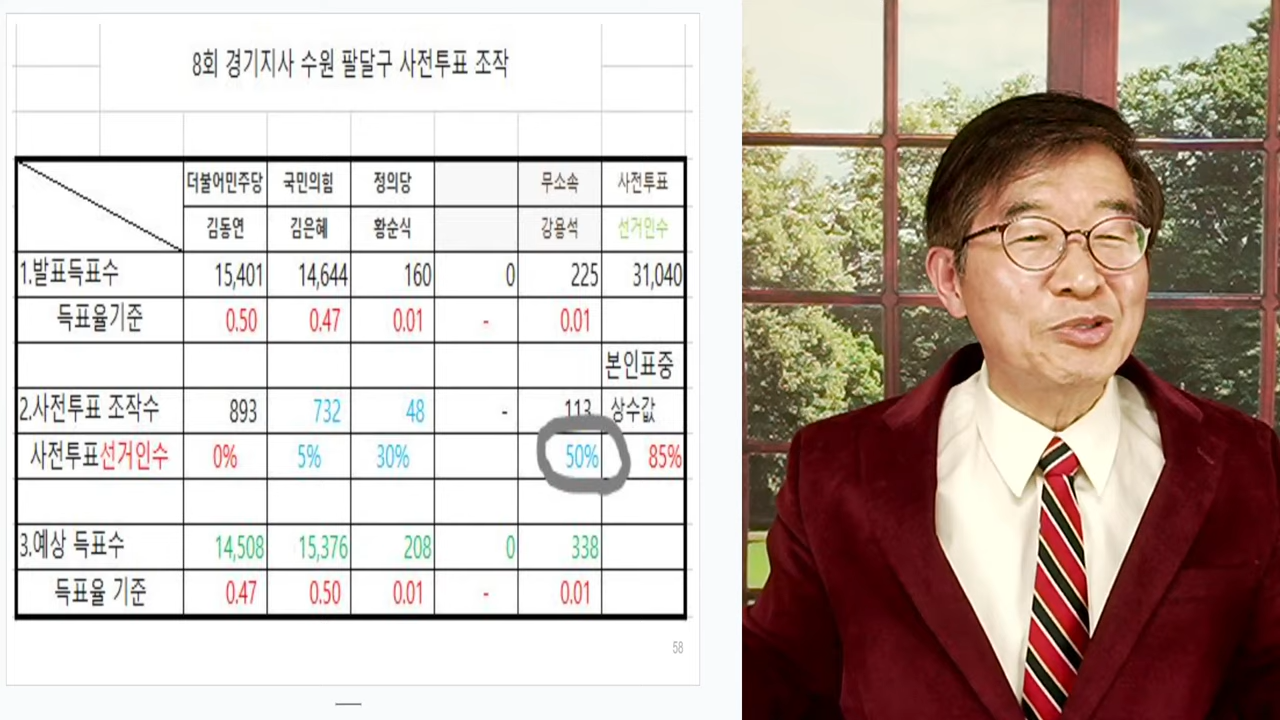 8회 경기지사 수원 팔달구 사전투표 조작
더불어민주당 국민의힘 정의당 무소속 사전투표
김동연 김은혜 황순식 강용석 선거인수
1.발표득표수 15,401 14,644 160 0 225 31,040
득표율기준 0.50 0.47 0.01 - 0.01
본인표중
2.사전투표 조작수 893 732 48 - 113 상수값
사전투표선거인수 0% 5% 30% 50% 85%
3.예상 득표수 14,508 15,376 208 0 338
득표율 기준 0.47 0.50 0.01 - 0.01
58